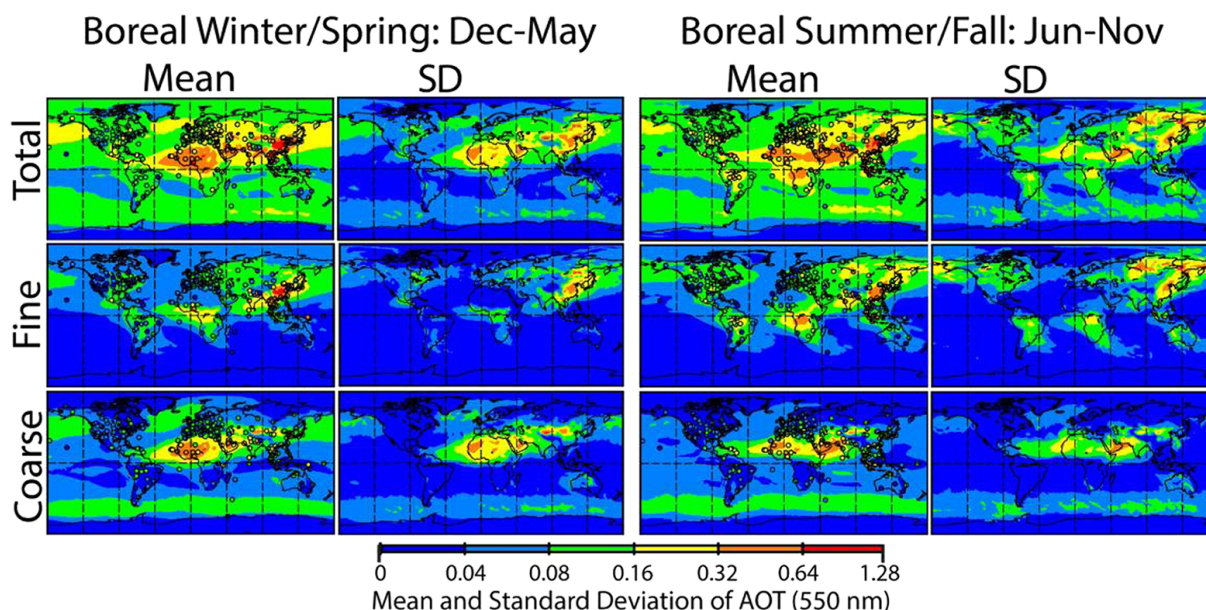 Boreal Winter/Spring: Dec-May
Boreal Summer/Fall: Jun-Nov
Mean
SD
Mean
SD
Total
Fine
Coarse
0 0.04 0.08 0.16 0.32 0.64 1.28
Mean and Standard Deviation of AOT (550 nm)